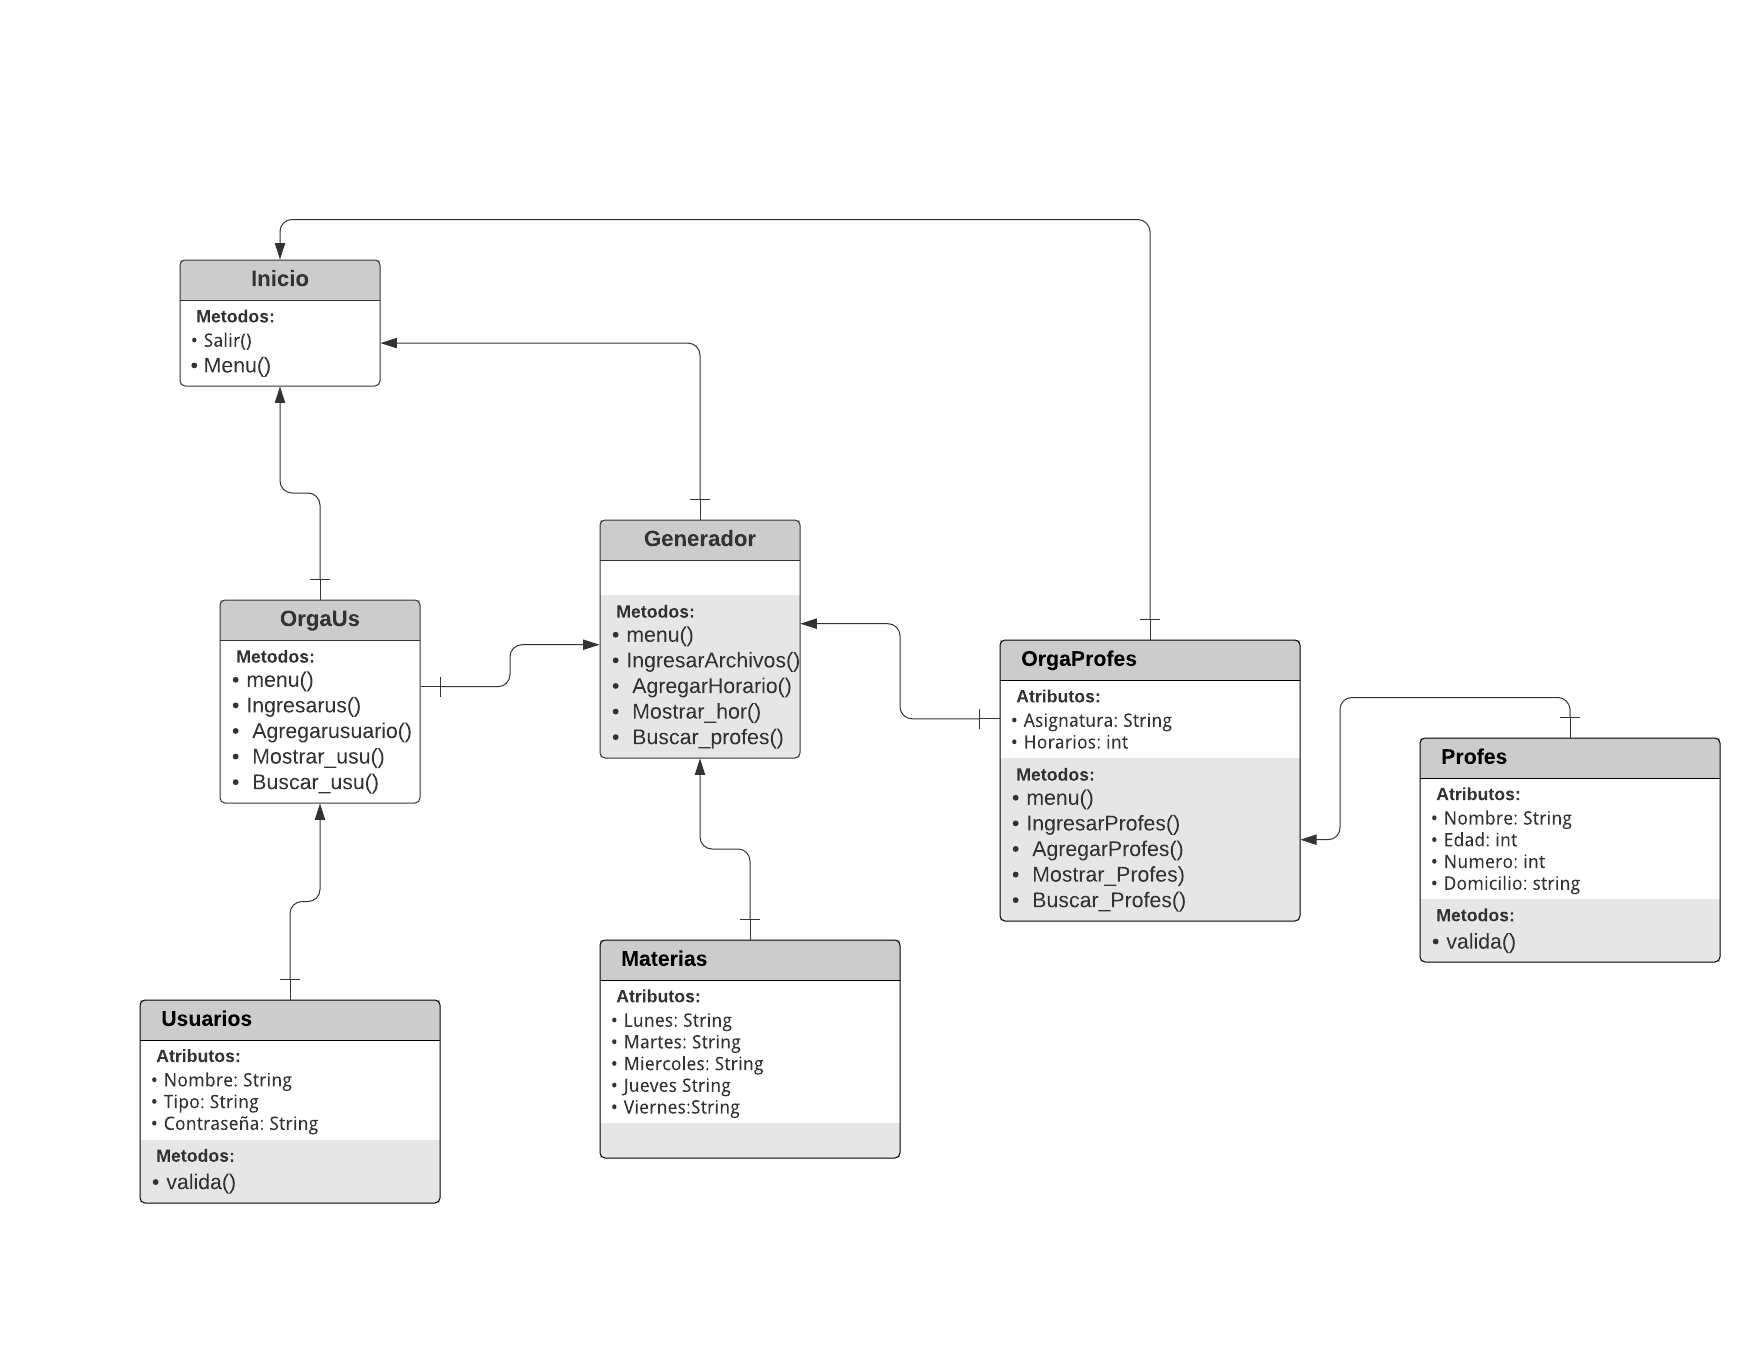 Inicio
Metodos:
• Salir()
• Menu()
Generador
Metodos:
• menu()
• IngresarArchivos()
• AgregarHorario()
• Mostrar_hor()
• Buscar_profes()
OrgaUs
Metodos:
• menu()
• Ingresarus()
• Agregarusuario()
• Mostrar_usu()
• Buscar_usu()
OrgaProfes
Atributos:
• Asignatura: String
• Horarios: int
Metodos:
• menu()
• IngresarProfes()
• AgregarProfes()
• Mostrar_Profes)
• Buscar_Profes()
Profes
Atributos:
• Nombre: String
• Edad: int
• Numero: int
• Domicilio: string
Metodos:
• valida()
Materias
Atributos:
• Lunes: String
• Martes: String
• Miercoles: String
• Jueves String
• Viernes:String
Usuarios
Atributos:
• Nombre: String
• Tipo: String
• Contraseña: String
Metodos:
• valida()